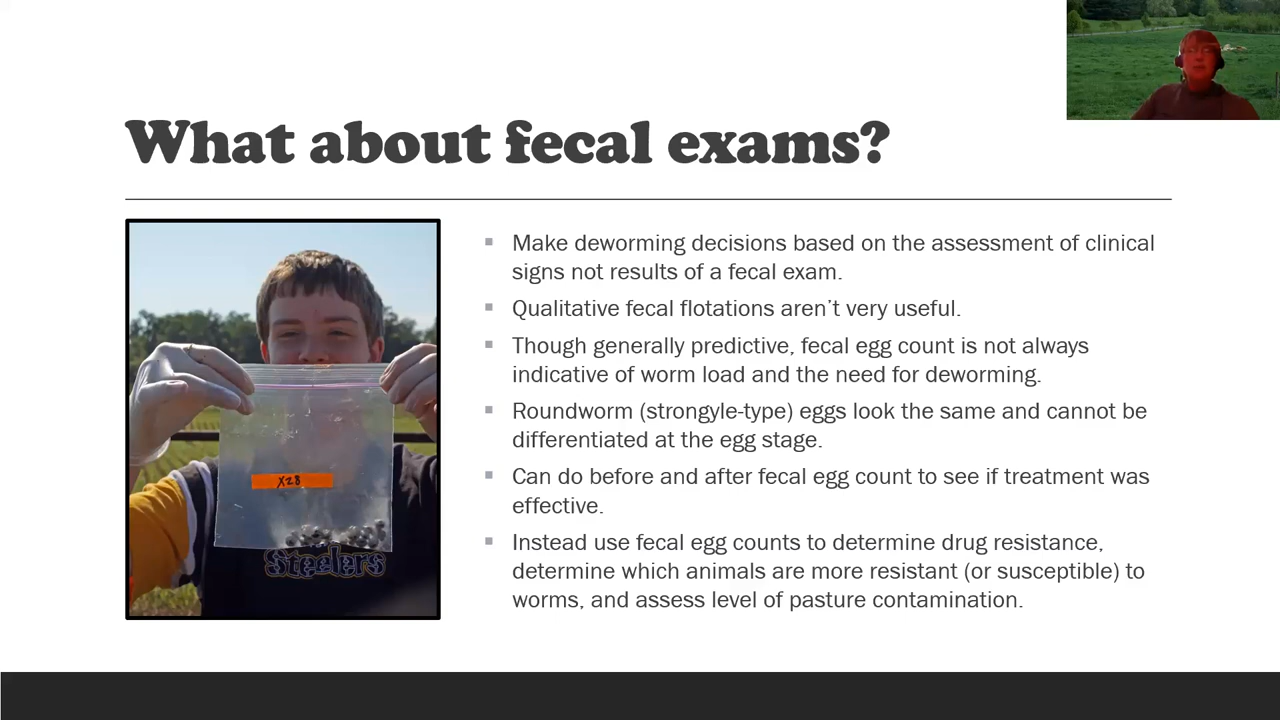 What about fecal exams?
Make deworming decisions based on the assessment of clinical
signs not results of a fecal exam.
Qualitative fecal flotations aren’t very useful.
Though generally predictive, fecal egg count is not always
indicative of worm load and the need for deworming.
Roundworm (strongyle-type) eggs look the same and cannot be
differentiated at the egg stage.
Can do before and after fecal egg count to see if treatment was
effective.
Instead use fecal egg counts to determine drug resistance,
determine which animals are more resistant (or susceptible) to
worms, and assess level of pasture contamination.
X28
Steelers